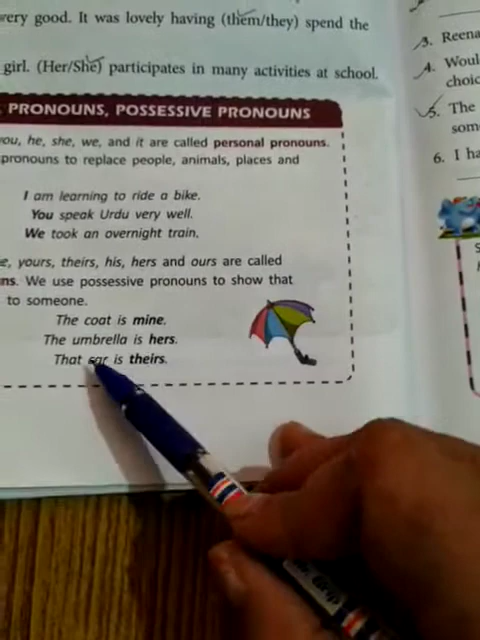 very good. It was lovely having (them/they) spend the
girl. (Her/She) participates in many activities at school.
PRONOUNS, POSSESSIVE PRONOUNS
you, he, she, we, and it are called personal pronouns.
pronouns to replace people, animals, places and
I am learning to ride a bike.
You speak Urdu very well.
We took an overnight train.
yours, theirs, his, hers and ours are called
We use possessive pronouns to show that
to someone.
The coat is mine.
The umbrella is hers.
That car is theirs.
3. Reena
4. Woul
choic
5. The
som
6. I ha